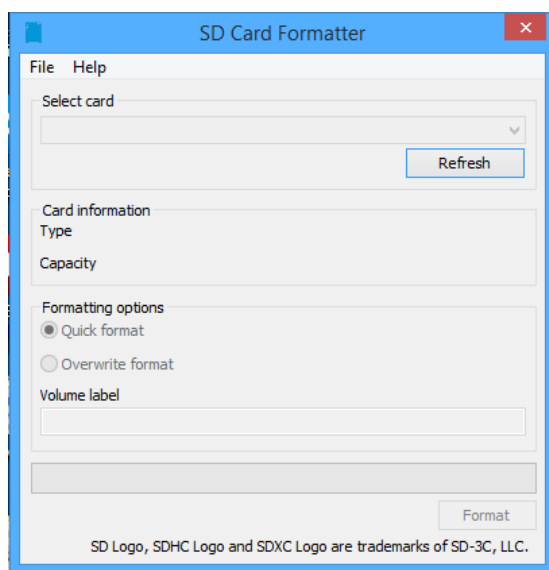 SD Card Formatter
File Help
Select card
Refresh
Card information
Type
Capacity
Formatting options
Quick format
Overwrite format
Volume label
Format
SD Logo, SDHC Logo and SDXC Logo are trademarks of SD-3C, LLC.